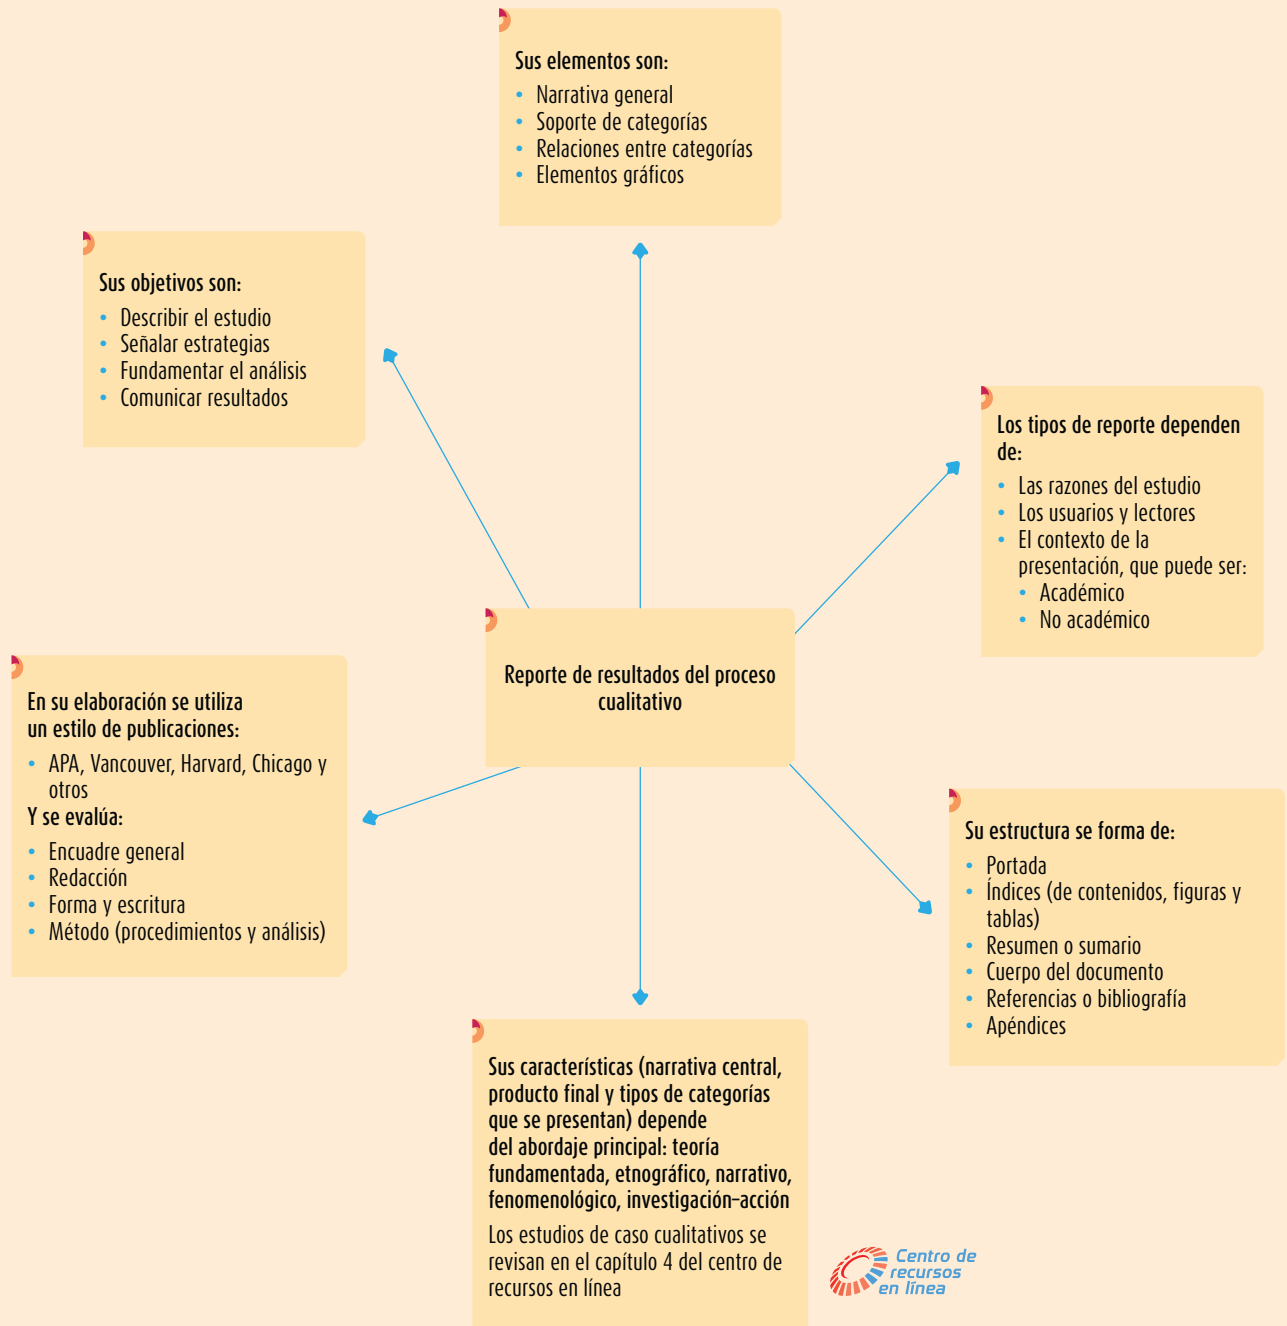 Sus elementos son:
• Narrativa general
• Soporte de categorías
• Relaciones entre categorías
• Elementos gráficos
Sus objetivos son:
• Describir el estudio
• Señalar estrategias
• Fundamentar el análisis
• Comunicar resultados
Los tipos de reporte dependen
de:
• Las razones del estudio
• Los usuarios y lectores
• El contexto de la
presentación, que puede ser:
• Académico
• No académico
Reporte de resultados del proceso
cualitativo
En su elaboración se utiliza
un estilo de publicaciones:
• APA, Vancouver, Harvard, Chicago y
otros
Y se evalúa:
• Encuadre general
• Redacción
• Forma y escritura
• Método (procedimientos y análisis)
Su estructura se forma de:
• Portada
• Índices (de contenidos, figuras y
tablas)
• Resumen o sumario
• Cuerpo del documento
• Referencias o bibliografía
• Apéndices
Sus características (narrativa central,
producto final y tipos de categorías
que se presentan) depende
del abordaje principal: teoría
fundamentada, etnográfico, narrativo,
fenomenológico, investigación-acción
Los estudios de caso cualitativos se
revisan en el capítulo 4 del centro de
recursos en línea
Centro de
recursos
en línea